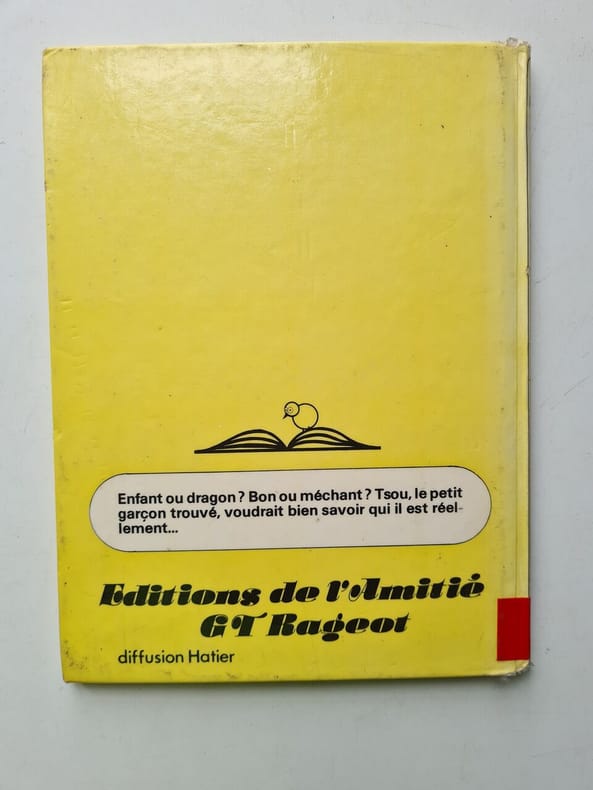 Enfant ou dragon ? Bon ou méchant ? Tsou, le petit
garçon trouvé, voudrait bien savoir qui il est réel-
lement...
Editions de l'Amitié
GT Rageot
diffusion Hatier